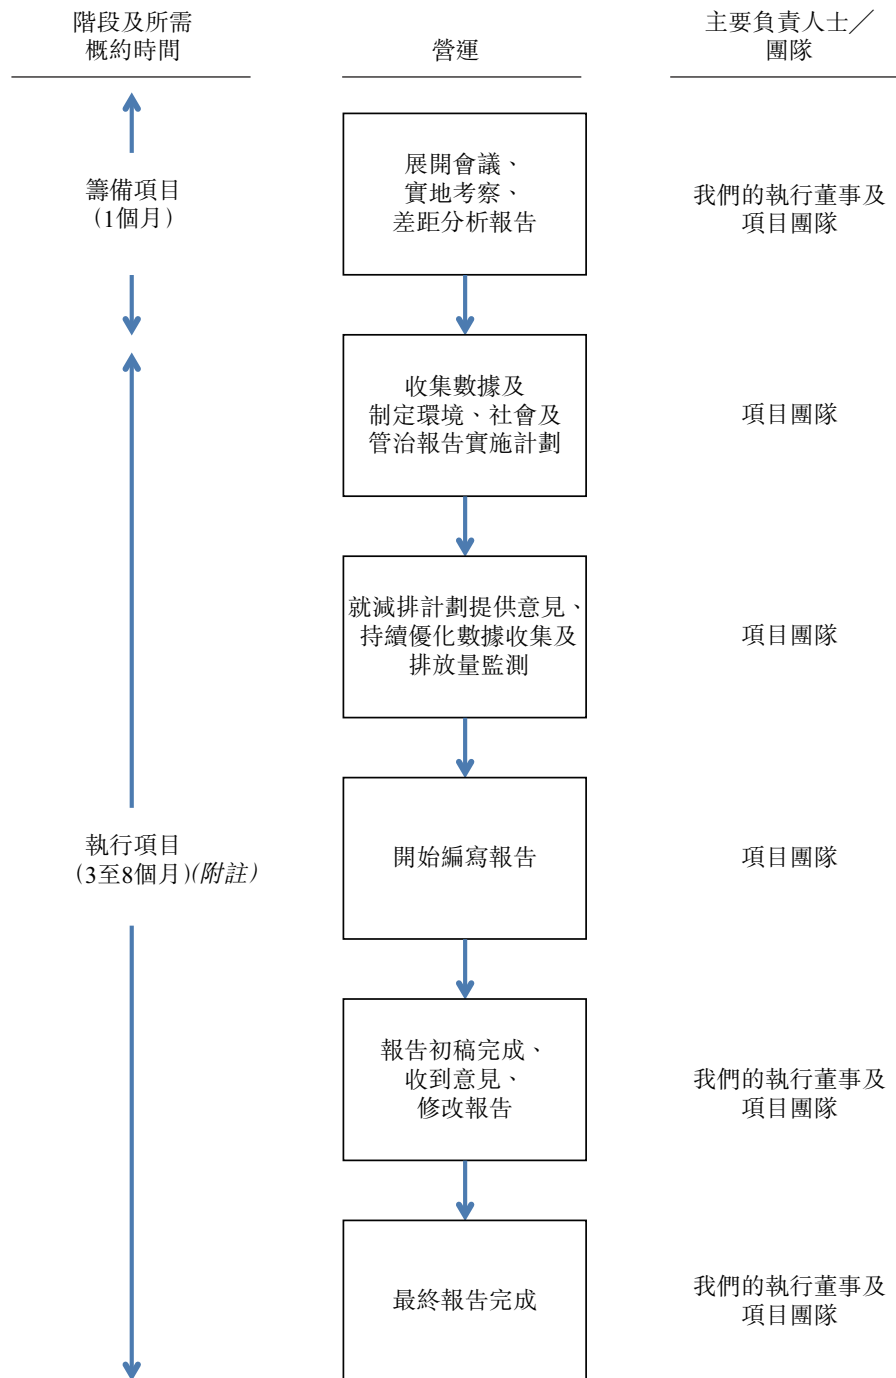 階段及所需
概約時間
營運
主要負責人士／
團隊
籌備項目
(1個月)
展開會議、
實地考察、
差距分析報告
我們的執行董事及
項目團隊
收集數據及
制定環境、社會及
管治報告實施計劃
項目團隊
就減排計劃提供意見、
持續優化數據收集及
排放量監測
項目團隊
執行項目
(3至8個月)(附註)
開始編寫報告
項目團隊
報告初稿完成、
收到意見、
修改報告
我們的執行董事及
項目團隊
最終報告完成
我們的執行董事及
項目團隊